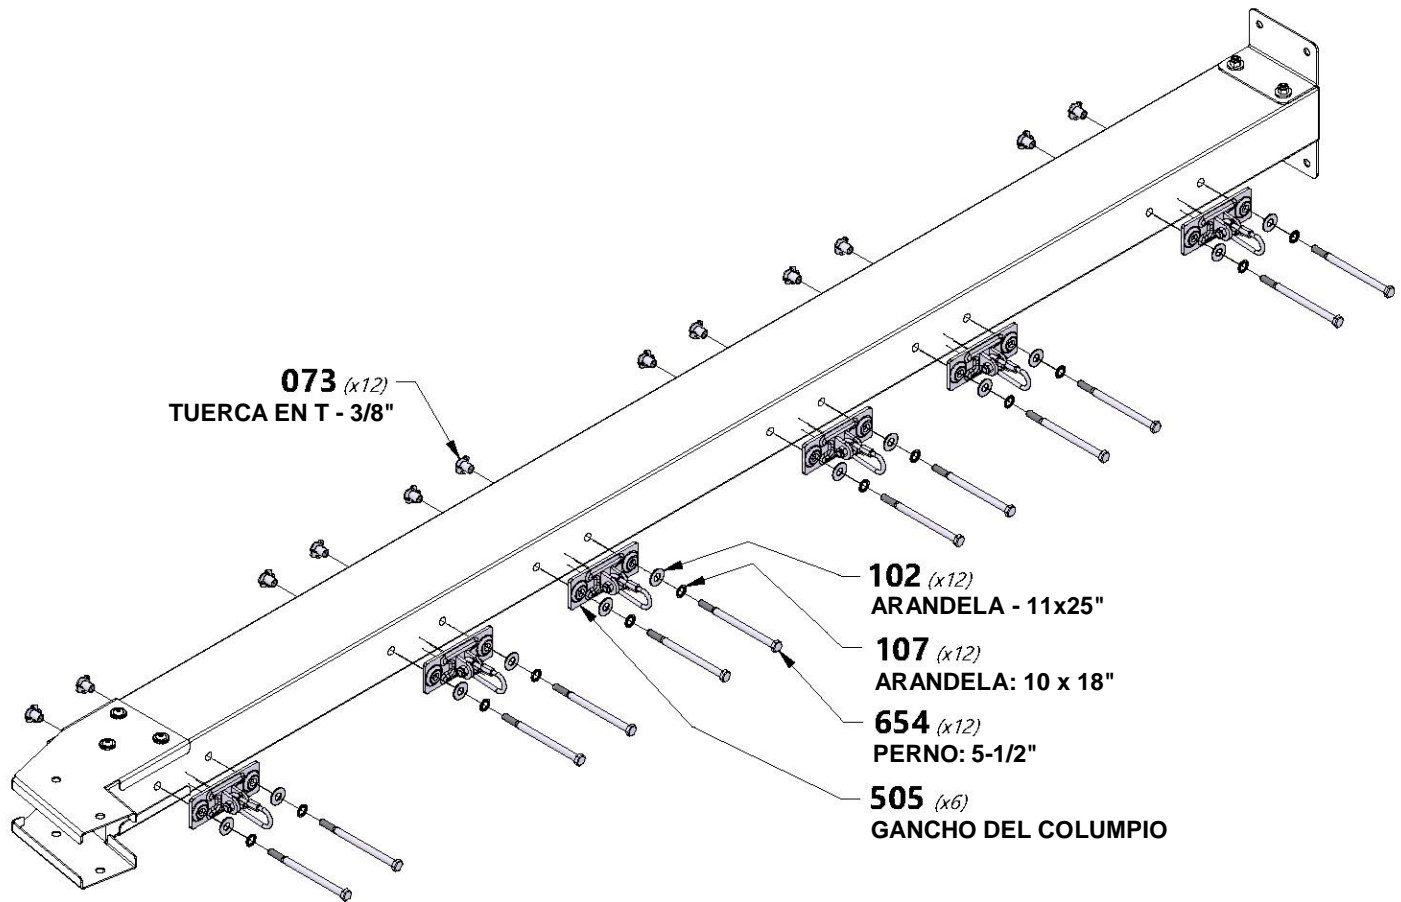 073 (x12)
TUERCA EN T - 3/8"
102 (x12)
ARANDELA - 11x25"
107 (x12)
ARANDELA: 10 x 18"
654 (x12)
PERNO: 5-1/2"
505 (x6)
GANCHO DEL COLUMPIO